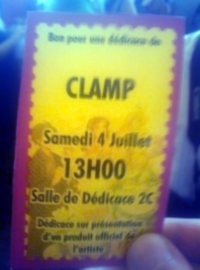 Bon pour une dédicace de
CLAMP
Samedi 4 Juillet
13H00
Salle de Dédicace 2C
Dédicace sur présentation
d'un produit officiel de
l'artiste